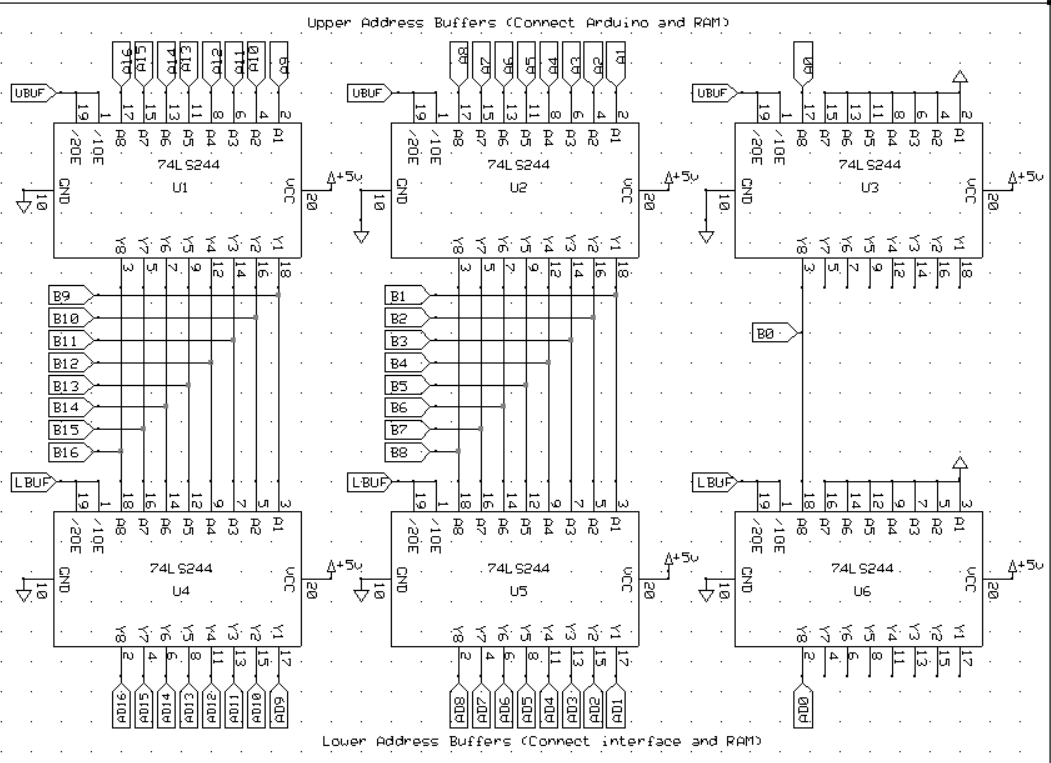 Upper Address Buffers (Connect Arduino and RAM)
A16 A15 A14 A13 A12 A11 A10 A9 A8 A7 A6 A5 A4 A3 A2 A1 A0
UBUF UBUF UBUF
19 1 17 15 13 11 8 6 4 2 19 1 17 15 13 11 8 6 4 2 19 1 17 15 13 11 8 6 4 2
/2OE /1OE A8 A7 A6 A5 A4 A3 A2 A1 /2OE /1OE A8 A7 A6 A5 A4 A3 A2 A1 /2OE /1OE A8 A7 A6 A5 A4 A3 A2 A1
74LS244 74LS244 74LS244
+5v +5v +5v
U1 U2 U3
10 GND VCC 20 10 GND VCC 20 10 GND VCC 20
Y8 Y7 Y6 Y5 Y4 Y3 Y2 Y1 Y8 Y7 Y6 Y5 Y4 Y3 Y2 Y1 Y8 Y7 Y6 Y5 Y4 Y3 Y2 Y1
3 5 7 9 12 14 16 18 3 5 7 9 12 14 16 18 3 5 7 9 12 14 16 18
B9 B1
B10 B2
B11 B3 B0
B12 B4
B13 B5
B14 B6
B15 B7
B16 B8
LBUF LBUF LBUF
19 1 18 16 14 12 9 7 5 3 19 1 18 16 14 12 9 7 5 3 19 1 18 16 14 12 9 7 5 3
/2OE /1OE A8 A7 A6 A5 A4 A3 A2 A1 /2OE /1OE A8 A7 A6 A5 A4 A3 A2 A1 /2OE /1OE A8 A7 A6 A5 A4 A3 A2 A1
74LS244 74LS244 74LS244
+5v +5v +5v
U4 U5 U6
10 GND VCC 20 10 GND VCC 20 10 GND VCC 20
Y8 Y7 Y6 Y5 Y4 Y3 Y2 Y1 Y8 Y7 Y6 Y5 Y4 Y3 Y2 Y1 Y8 Y7 Y6 Y5 Y4 Y3 Y2 Y1
2 4 6 8 11 13 15 17 2 4 6 8 11 13 15 17 2 4 6 8 11 13 15 17
AD16 AD15 AD14 AD13 AD12 AD11 AD10 AD9 AD8 AD7 AD6 AD5 AD4 AD3 AD2 AD1 AD0
Lower Address Buffers (Connect interface and RAM)